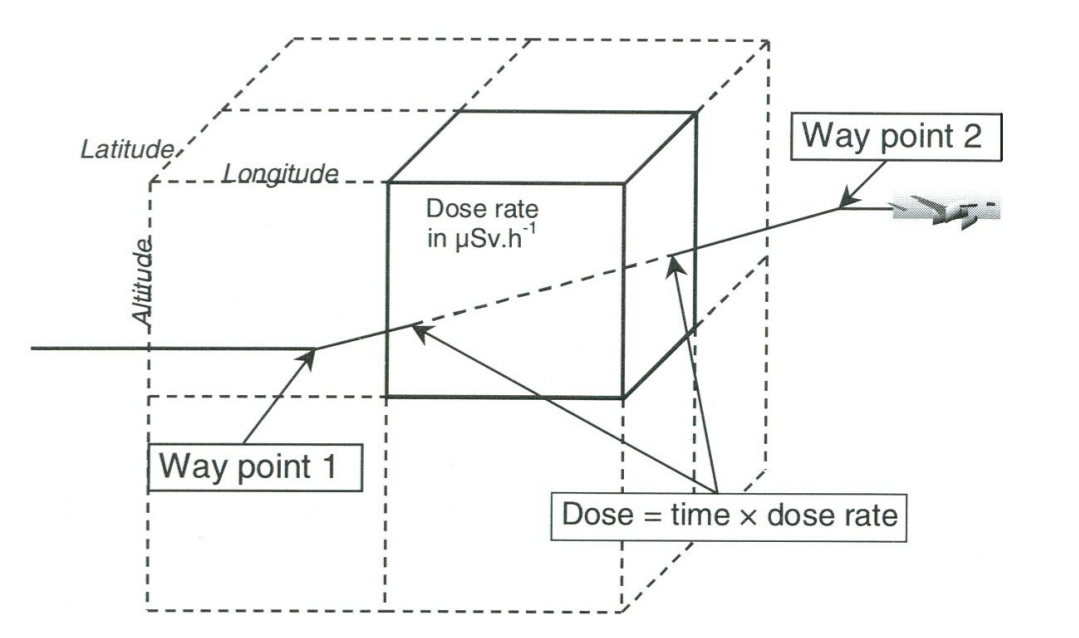 Way point 2
Latitude
Longitude
Dose rate
in µSv.h⁻¹
Altitude
Way point 1
Dose = time × dose rate